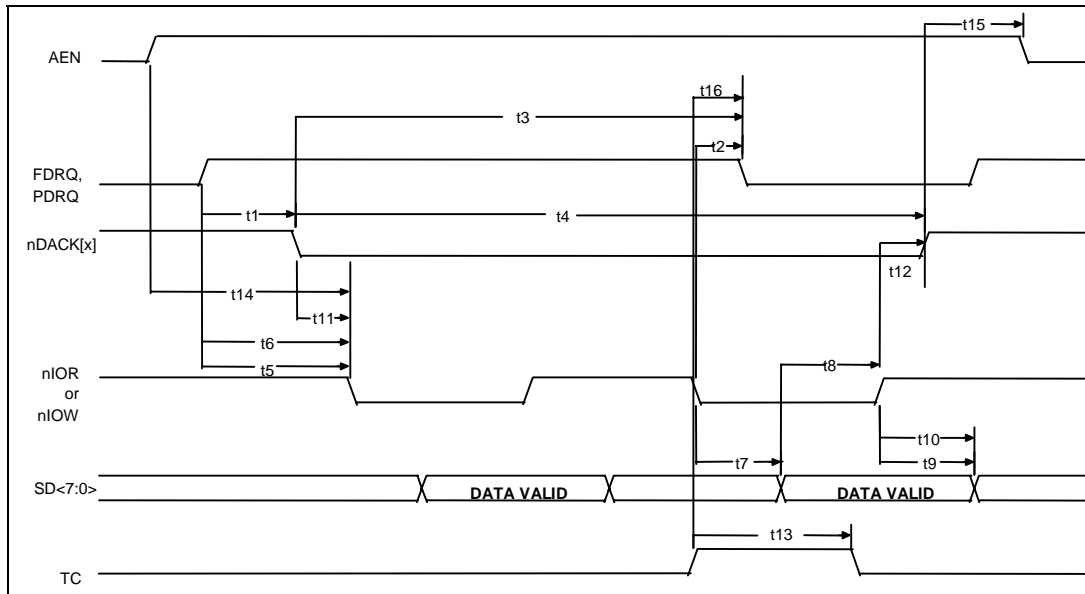 t15
AEN
t16
t3
t2
FDRQ,
PDRQ
t1
t4
nDACK[x]
t12
t14
t11
t6
t8
t5
nIOR
or
nIOW
t10
t7
t9
SD<7:0>
DATA VALID
DATA VALID
t13
TC